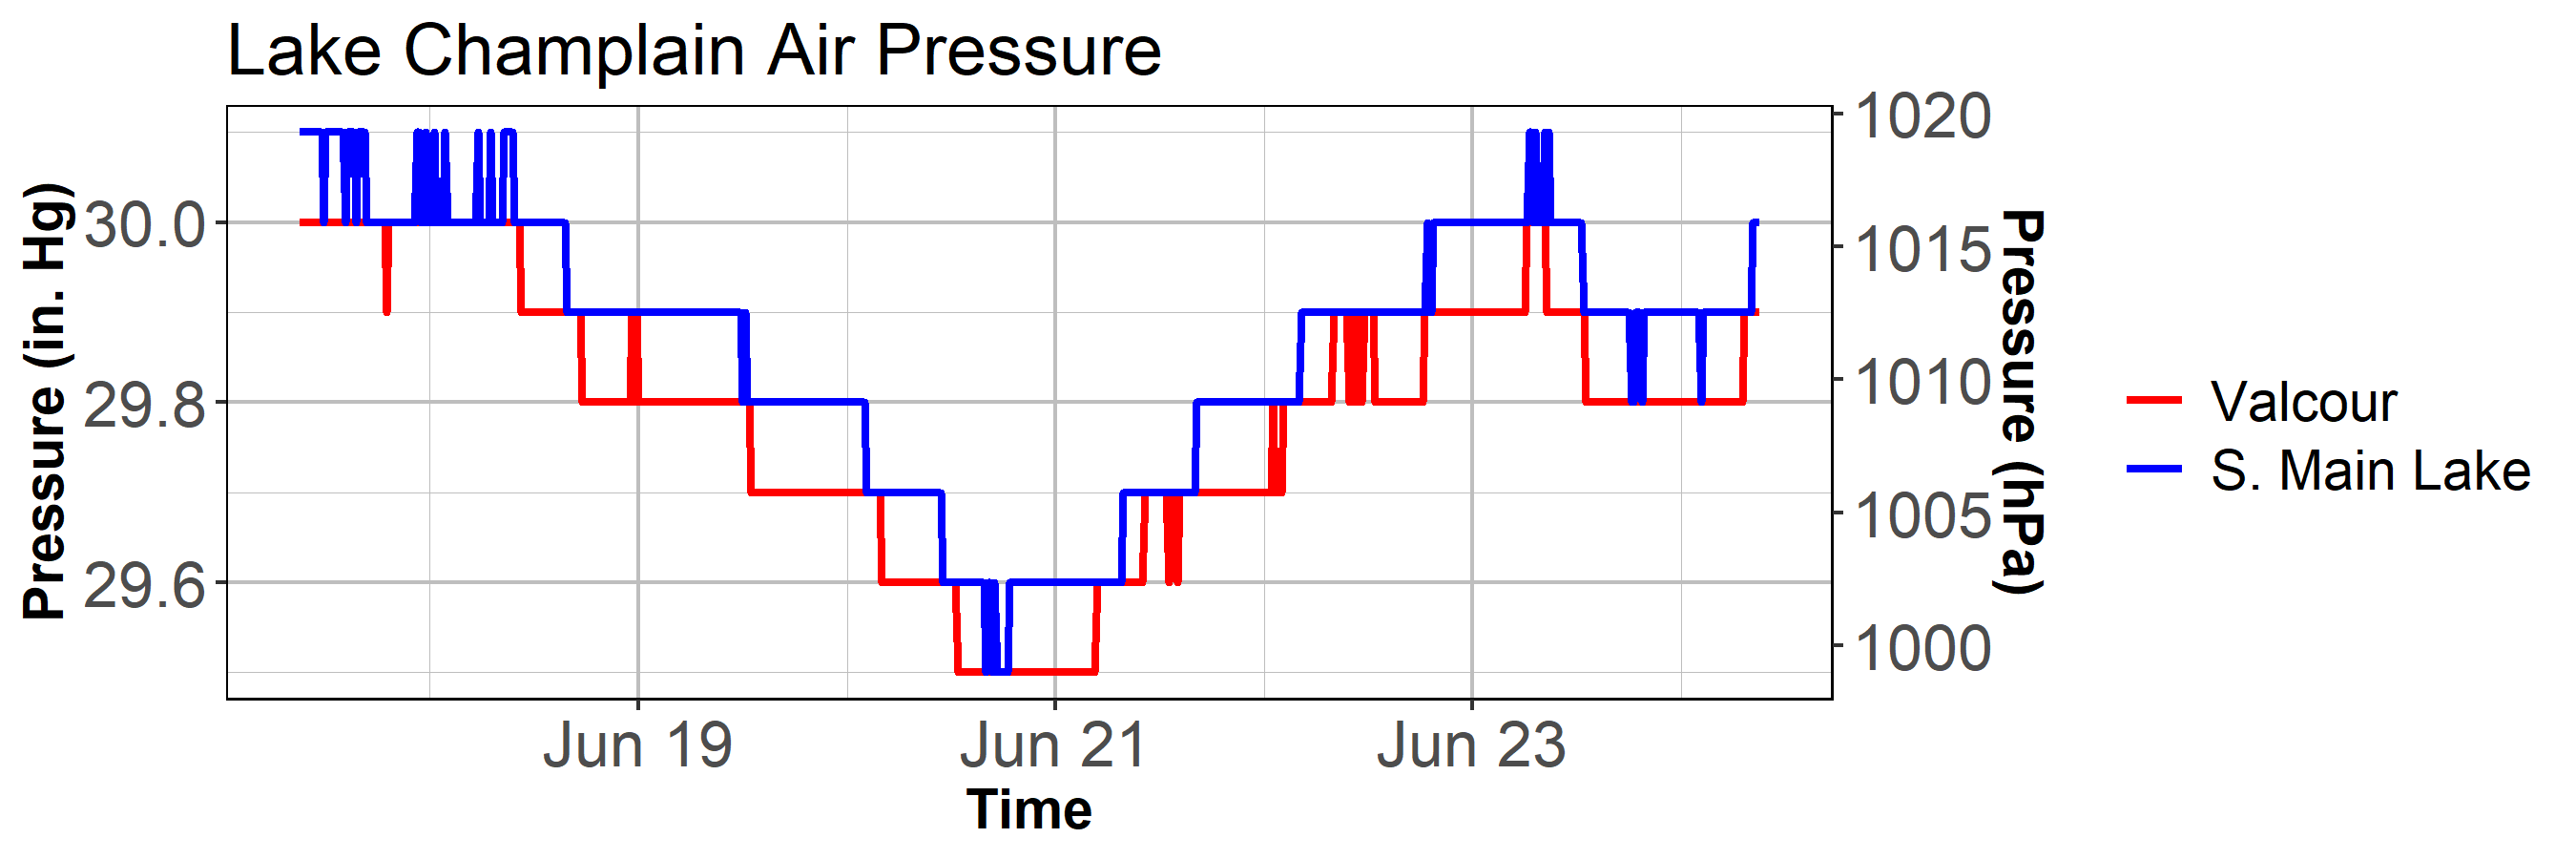 Lake Champlain Air Pressure
Pressure (in. Hg)
30.0
29.8
29.6
1020
1015
1010
1005
1000
Pressure (hPa)
Valcour
S. Main Lake
Jun 19
Jun 21
Jun 23
Time